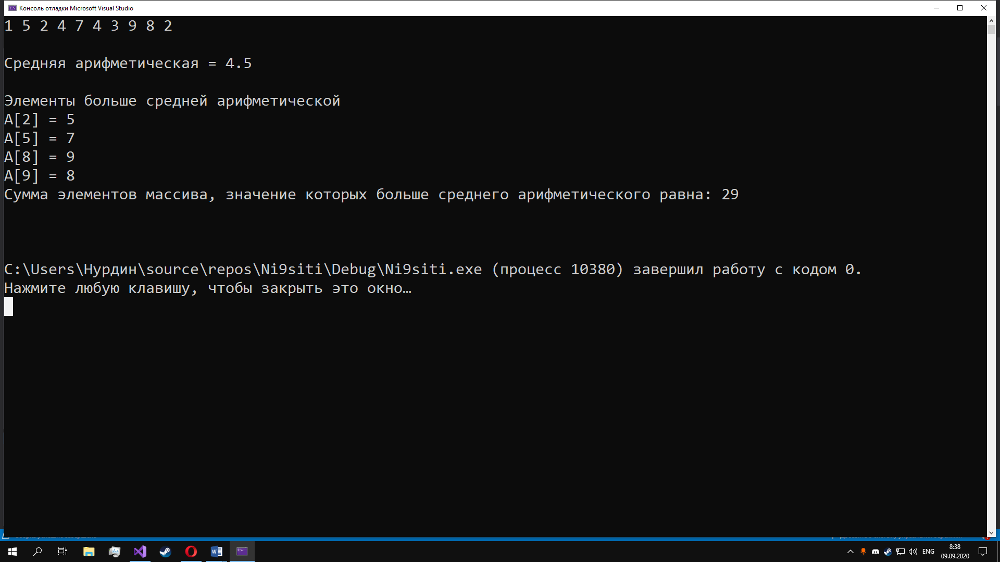 Консоль отладки Microsoft Visual Studio
1 5 2 4 7 4 3 9 8 2
Средняя арифметическая = 4.5
Элементы больше средней арифметической
A[2] = 5
A[5] = 7
A[8] = 9
A[9] = 8
Сумма элементов массива, значение которых больше среднего арифметического равна: 29
C:\Users\Нурдин\source\repos\Ni9siti\Debug\Ni9siti.exe (процесс 10380) завершил работу с кодом 0.
Нажмите любую клавишу, чтобы закрыть это окно…
ENG
8:38
09.09.2020